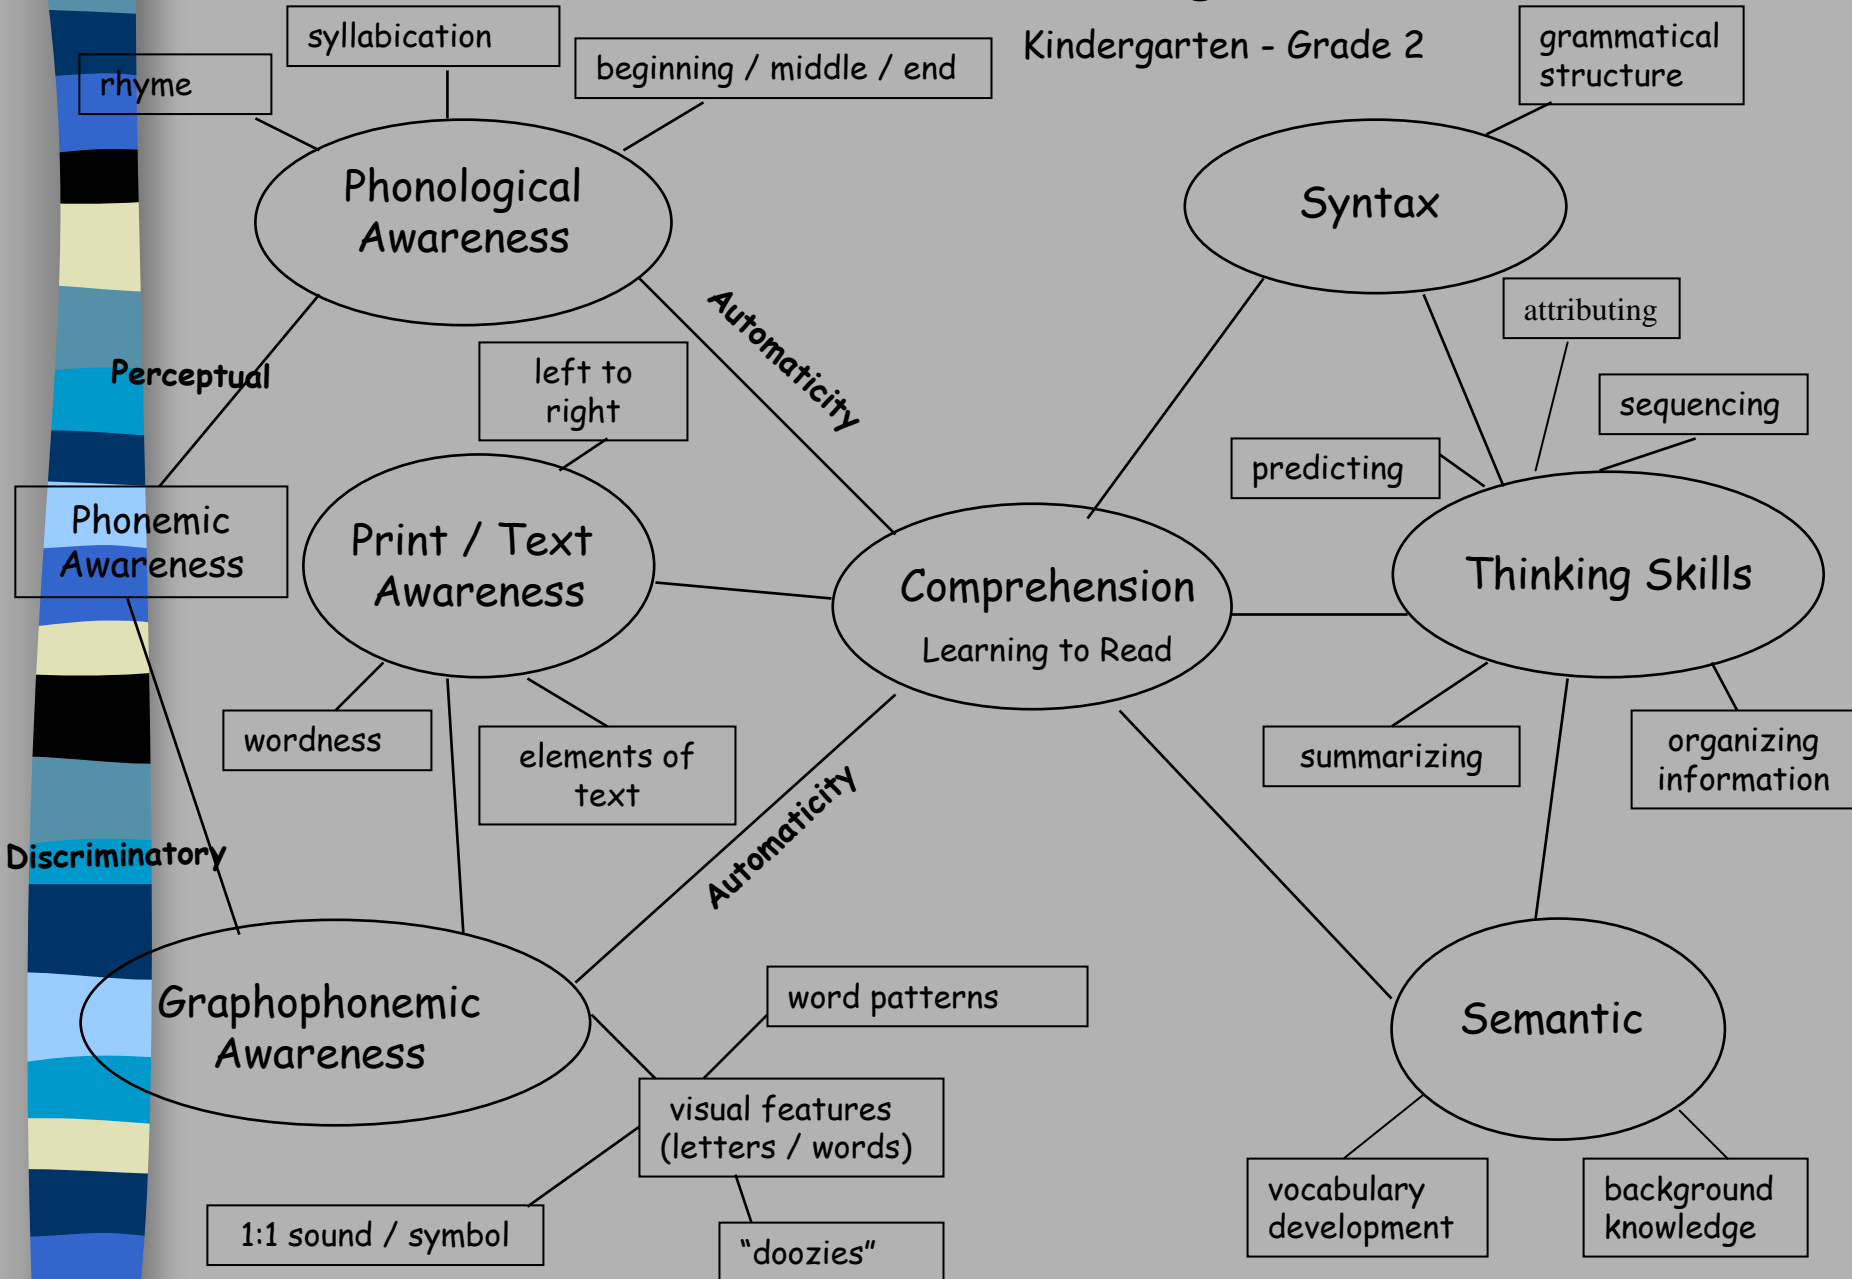 Kindergarten - Grade 2
syllabication
rhyme
beginning / middle / end
grammatical
structure
Phonological
Awareness
Syntax
Automaticity
attributing
Perceptual
left to
right
sequencing
predicting
Phonemic
Awareness
Print / Text
Awareness
Comprehension
Learning to Read
Thinking Skills
wordness
elements of
text
summarizing
organizing
information
Automaticity
Discriminatory
Graphophonemic
Awareness
word patterns
Semantic
visual features
(letters / words)
1:1 sound / symbol
“doozies”
vocabulary
development
background
knowledge